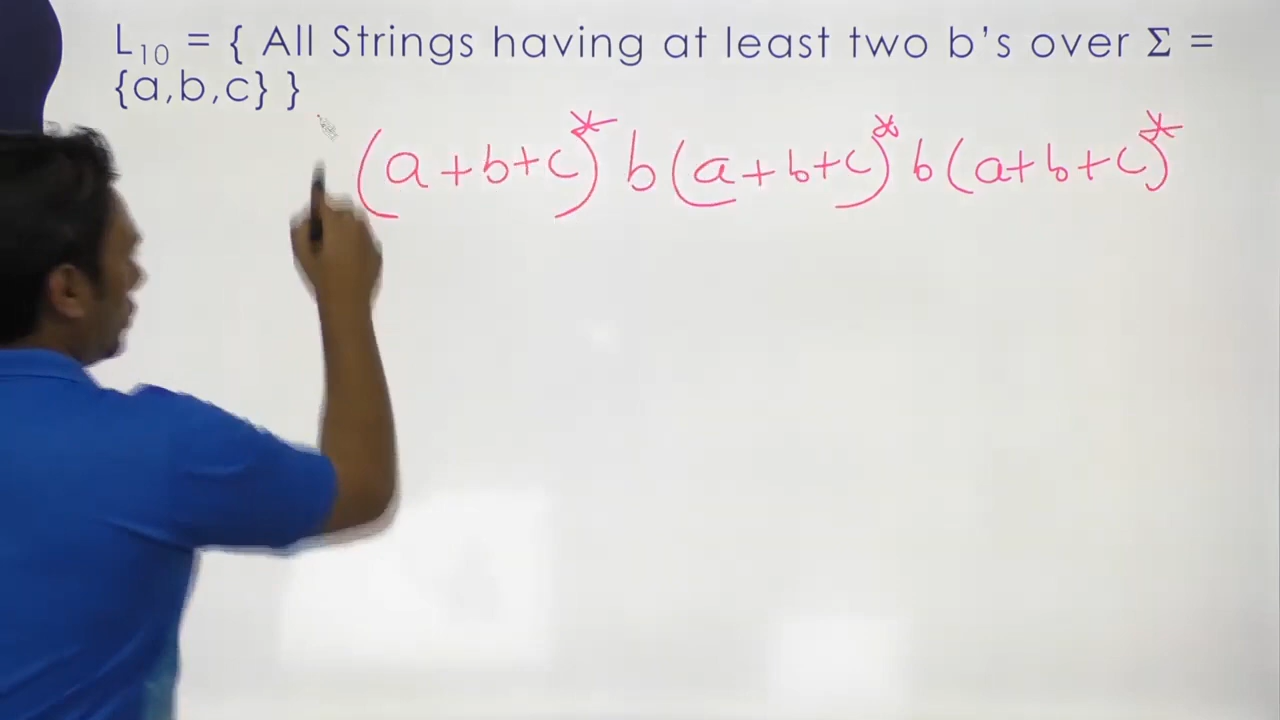 L₁₀ = { All Strings having at least two b's over Σ =
{a,b,c} }
(a+b+c)* b (a+b+c)* b (a+b+c)*